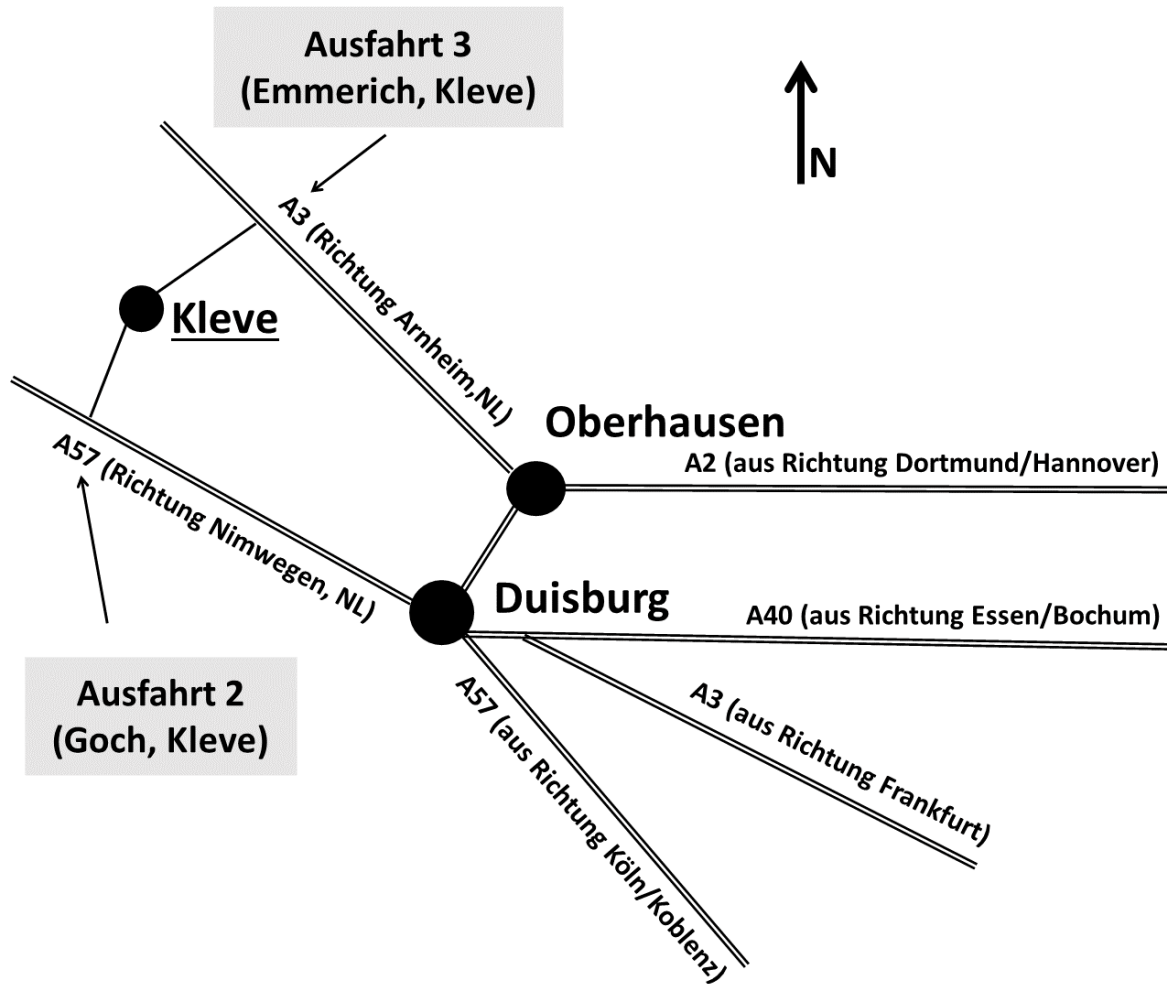 Ausfahrt 3
(Emmerich, Kleve)
N
A3 (Richtung Arnheim,NL)
Kleve
Oberhausen
A2 (aus Richtung Dortmund/Hannover)
A57 (Richtung Nimwegen, NL)
Duisburg
A40 (aus Richtung Essen/Bochum)
Ausfahrt 2
(Goch, Kleve)
A57 (aus Richtung Köln/Koblenz)
A3 (aus Richtung Frankfurt)